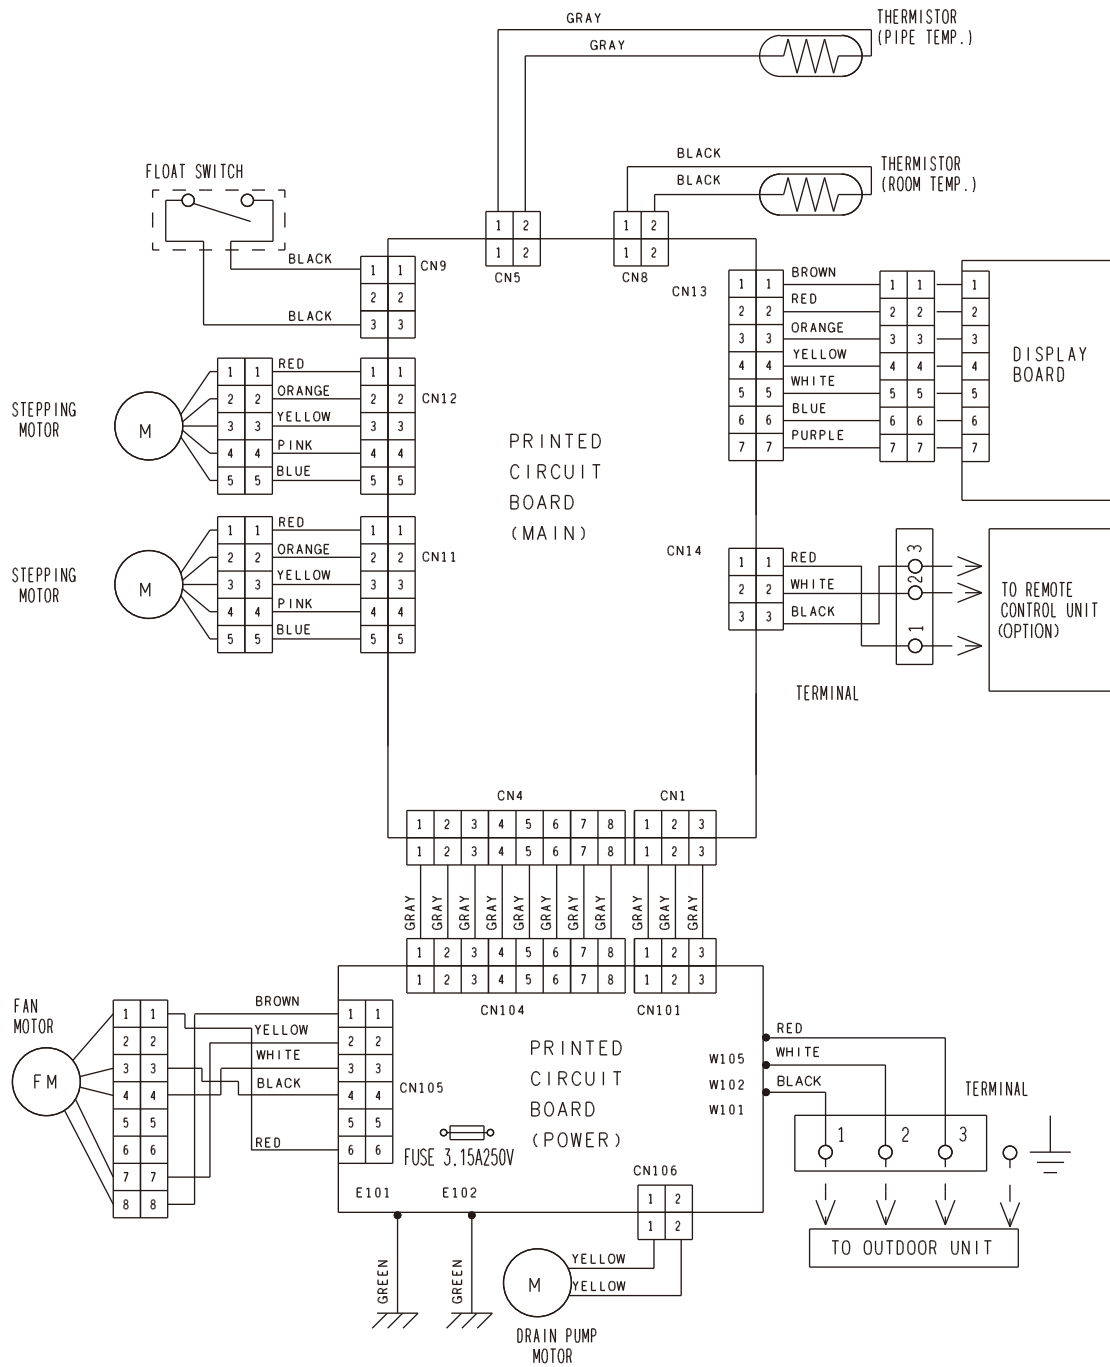 GRAY
THERMISTOR
(PIPE TEMP.)
GRAY
BLACK
THERMISTOR
(ROOM TEMP.)
BLACK
FLOAT SWITCH
1 2
1 2
CN5
1 2
1 2
CN8
BLACK
1 1
2 2
BLACK
3 3
CN9
CN13
1 1 BROWN 1 1 1
2 2 RED 2 2 2
3 3 ORANGE 3 3 3
4 4 YELLOW 4 4 4
5 5 WHITE 5 5 5
6 6 BLUE 6 6 6
7 7 PURPLE 7 7 7
DISPLAY
BOARD
STEPPING
MOTOR
M
1 1 RED 1 1
2 2 ORANGE 2 2
3 3 YELLOW 3 3
4 4 PINK 4 4
5 5 BLUE 5 5
CN12
PRINTED
CIRCUIT
BOARD
(MAIN)
STEPPING
MOTOR
M
1 1 RED 1 1
2 2 ORANGE 2 2
3 3 YELLOW 3 3
4 4 PINK 4 4
5 5 BLUE 5 5
CN11
CN14
1 1 RED
2 2 WHITE
3 3 BLACK
3
2
1
TO REMOTE
CONTROL UNIT
(OPTION)
TERMINAL
CN4
CN1
1 2 3 4 5 6 7 8 1 2 3
1 2 3 4 5 6 7 8 1 2 3
GRAY GRAY GRAY GRAY GRAY GRAY GRAY GRAY GRAY GRAY GRAY
1 2 3 4 5 6 7 8 1 2 3
1 2 3 4 5 6 7 8 1 2 3
CN104
CN101
FAN
MOTOR
FM
1 1 BROWN 1 1
2 2 YELLOW 2 2
3 3 WHITE 3 3
4 4 BLACK 4 4
5 5 5 5
6 6 RED 6 6
7 7
8 8
CN105
PRINTED
CIRCUIT
BOARD
(POWER)
FUSE 3.15A250V
RED
W105
WHITE
W102
BLACK
W101
TERMINAL
1 2 3
TO OUTDOOR UNIT
E101
E102
CN106
1 2
1 2
GREEN
GREEN
M
YELLOW
YELLOW
DRAIN PUMP
MOTOR